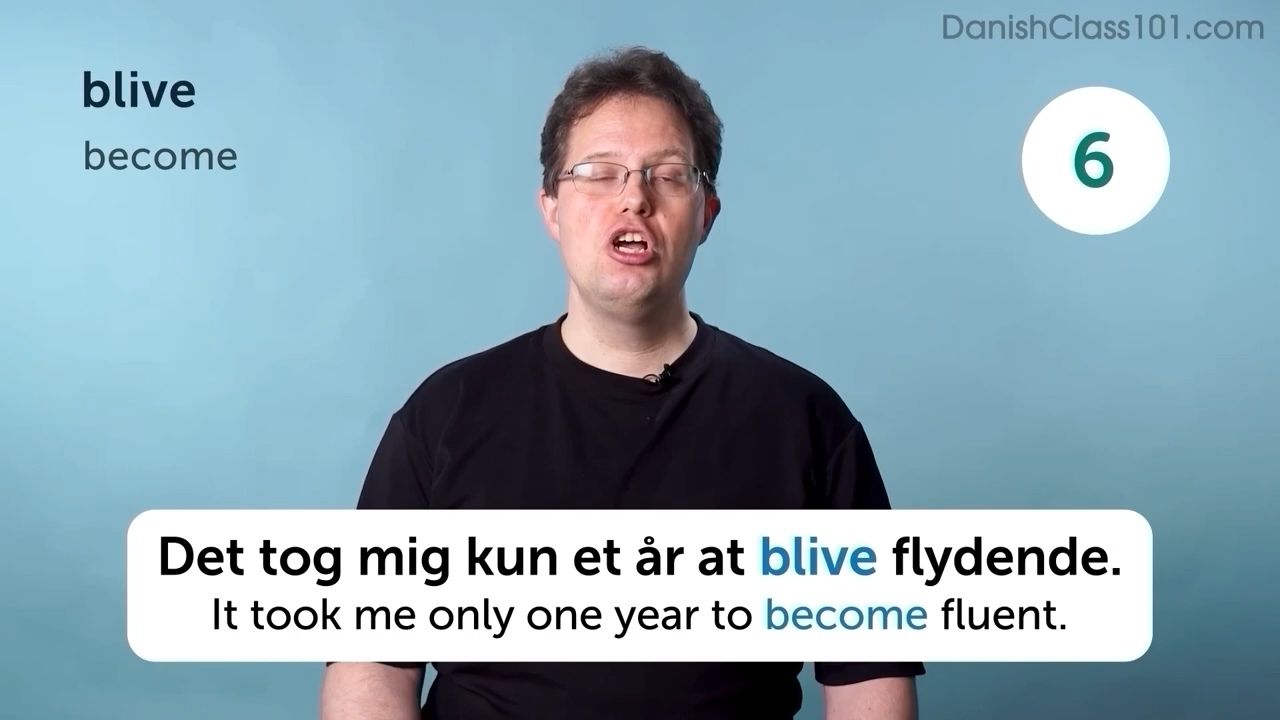 DanishClass101.com
blive
become
6
Det tog mig kun et år at blive flydende.
It took me only one year to become fluent.